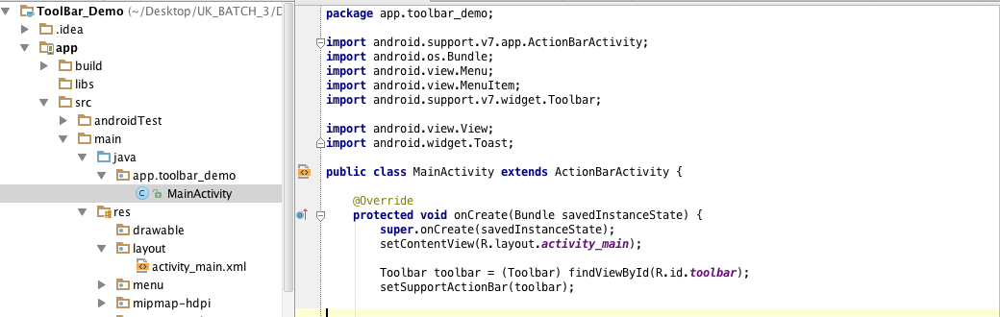 ToolBar_Demo (~/Desktop/UK_BATCH_3/D
.idea
app
build
libs
src
androidTest
main
java
app.toolbar_demo
MainActivity
res
drawable
layout
activity_main.xml
menu
mipmap-hdpi
package app.toolbar_demo;
import android.support.v7.app.ActionBarActivity;
import android.os.Bundle;
import android.view.Menu;
import android.view.MenuItem;
import android.support.v7.widget.Toolbar;
import android.view.View;
import android.widget.Toast;
public class MainActivity extends ActionBarActivity {
@Override
protected void onCreate(Bundle savedInstanceState) {
super.onCreate(savedInstanceState);
setContentView(R.layout.activity_main);
Toolbar toolbar = (Toolbar) findViewById(R.id.toolbar);
setSupportActionBar(toolbar);